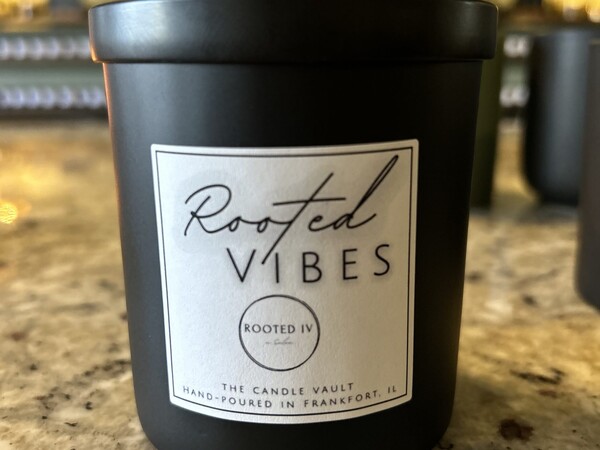 Rooted
VIBES
ROOTED IV
THE CANDLE VAULT
HAND-POURED IN FRANKFORT, IL